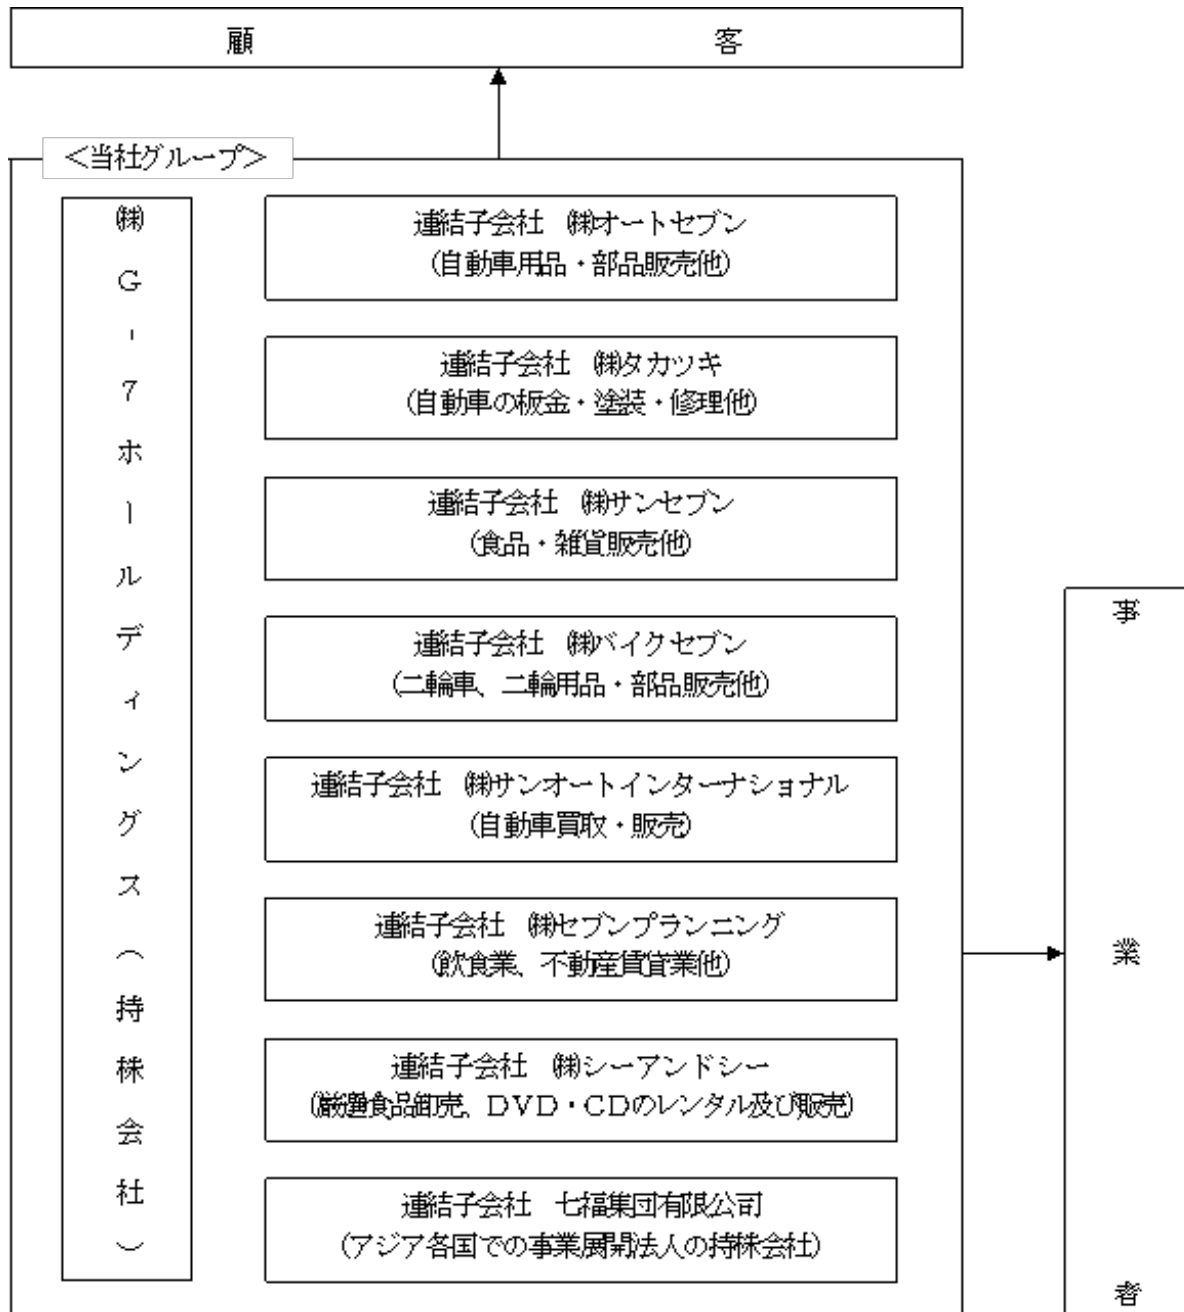 顧客
<当社グループ>
㈱G-7ホールディングス(持株会社)
連結子会社 ㈱オートセブン
(自動車用品・部品販売他)
連結子会社 ㈱タカツキ
(自動車の板金・塗装・修理他)
連結子会社 ㈱サンセブン
(食品・雑貨販売他)
連結子会社 ㈱バイクセブン
(二輪車、二輪用品・部品販売他)
連結子会社 ㈱サンオートインターナショナル
(自動車買取・販売)
連結子会社 ㈱セブンプランニング
(飲食業、不動産賃貸業他)
連結子会社 ㈱シーアンドシー
(厳選食品卸売、DVD・CDのレンタル及び販売)
連結子会社 七福集団有限公司
(アジア各国での事業展開法人の持株会社)
事業者